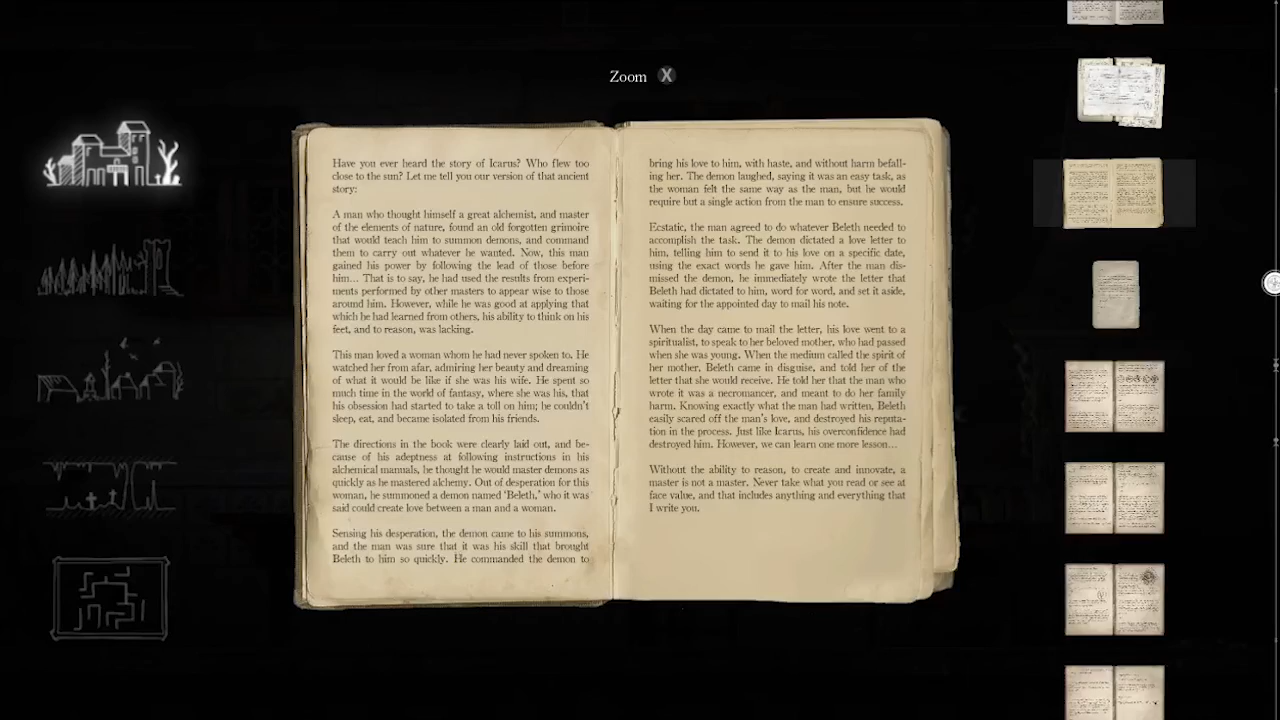 Zoom X
Have you ever heard the story of Icarus? Who flew too
close to the sun? Let me tell you our version of that ancient
story:
A man who thought himself a great alchemist, and master
of the elements of nature, found an old forgotten grimoire
that would teach him to summon demons, and command
them to carry out whatever he wanted. Now, this man
gained his power by following the lead of those before
him... That is to say, he had used the results from experi-
ments performed by other masters to appear wise to those
around him. However, while he was good at applying that
which he had learned from others, his ability to think on his
feet, and to reason, was lacking.
This man loved a woman whom he had never spoken to. He
watched her from afar, admiring her beauty and dreaming
of what it would be like if she was his wife. He spent so
much time in the world of fantasy, where she was his, that
his obsession had started to take a toll on him; he couldn't
sleep, eat, and became isolated from his friends.
The directions in the book were clearly laid out, and be-
cause of his adeptness at following instructions in his
alchemical manuals, he thought he would master demons as
quickly as he mastered alchemy. Out of desperation for this
woman, he summoned a demon named 'Beleth,' who it was
said could create love between a man and a woman.
Sensing his desperation, the demon came to his summons,
and the man was sure that it was his skill that brought
Beleth to him so quickly. He commanded the demon to
bring his love to him, with haste, and without harm befall-
ing her. The demon laughed, saying it was an easy task, as
the woman felt the same way as the man, but he would
require but a single action from the man to ensure success.
Ecstatic, the man agreed to do whatever Beleth needed to
accomplish the task. The demon dictated a love letter to
him, telling him to send it to his love on a specific date,
using the exact words he gave him. After the man dis-
missed the demon, he immediately wrote the letter that
Beleth had dictated to him, word for word, and set it aside,
waiting for the appointed day to mail his note.
When the day came to mail the letter, his love went to a
spiritualist, to speak to her beloved mother, who had passed
when she was young. When the medium called the spirit of
her mother, Beleth came in disguise, and told her of the
letter that she would receive. He told her that the man who
wrote it was a necromancer, and meant to do her family
harm. Knowing exactly what the man had written, Beleth
easily scared off the man's love, and destroyed his reputa-
tion in the process. Just like Icarus, his overconfidence had
destroyed him. However, we can learn one more lesson...
Without the ability to reason, to create and innovate, a
master is not a master. Never take what you read or see at
face value, and that includes anything and everything that
I write you.